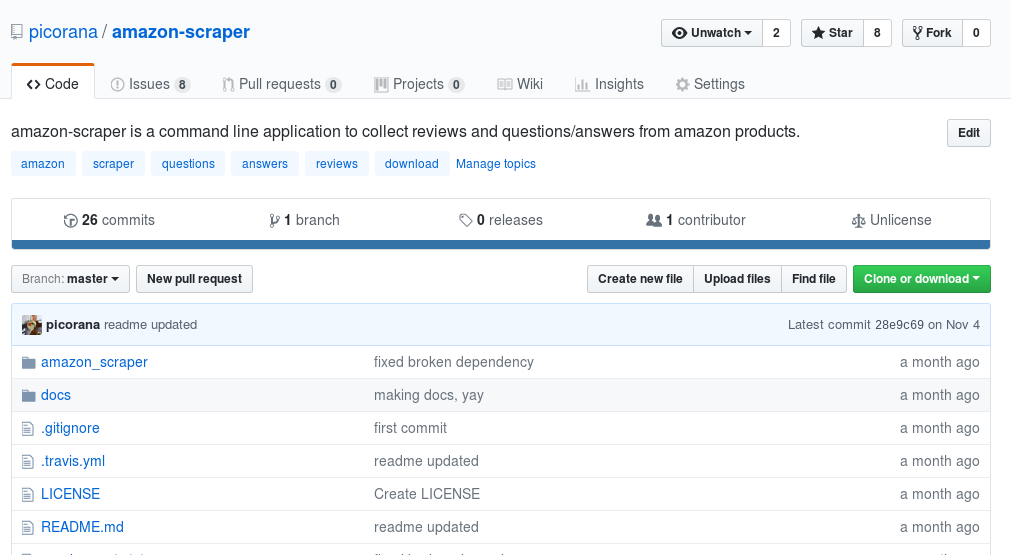 picorana / amazon-scraper
Unwatch 2 Star 8 Fork 0
Code Issues 8 Pull requests 0 Projects 0 Wiki Insights Settings
amazon-scraper is a command line application to collect reviews and questions/answers from amazon products. Edit
amazon scraper questions answers reviews download Manage topics
26 commits 1 branch 0 releases 1 contributor Unlicense
Branch: master New pull request Create new file Upload files Find file Clone or download
picorana readme updated Latest commit 28e9c69 on Nov 4
amazon_scraper fixed broken dependency a month ago
docs making docs, yay a month ago
.gitignore first commit a month ago
.travis.yml readme updated a month ago
LICENSE Create LICENSE a month ago
README.md readme updated a month ago